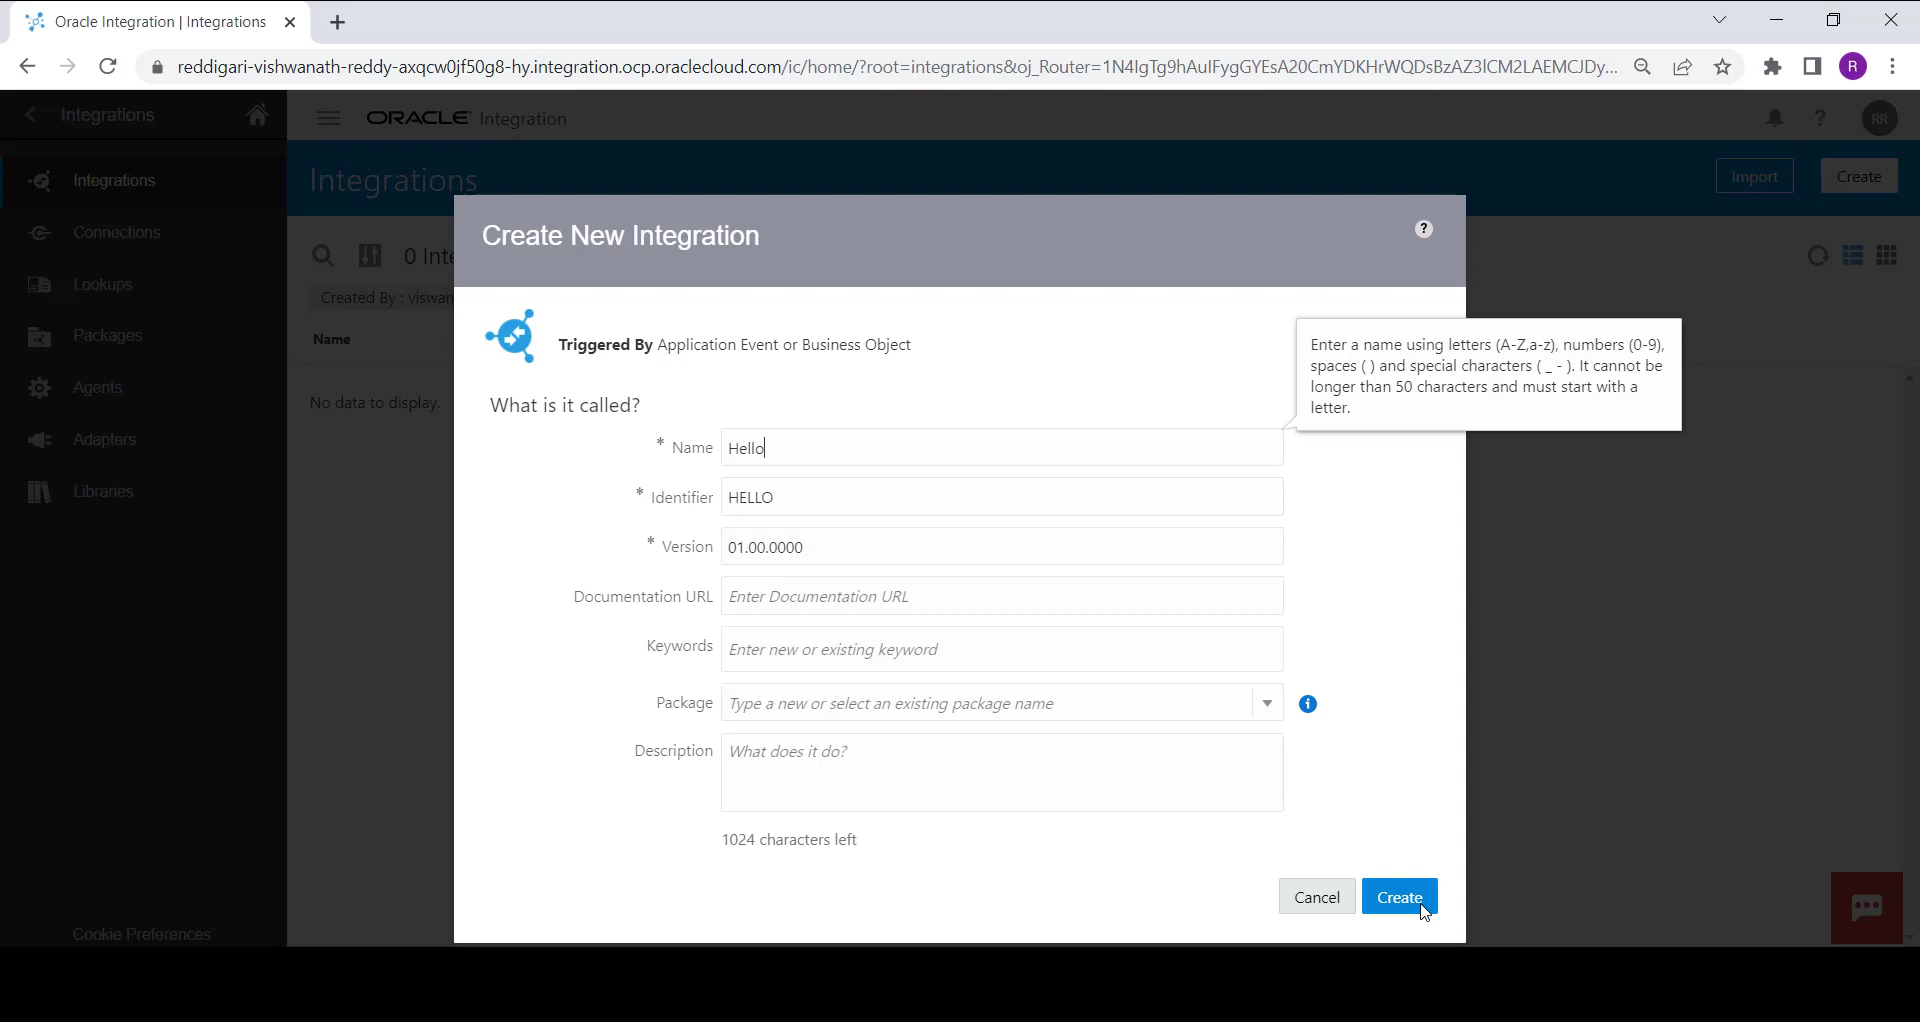 Oracle Integration | Integrations
reddigari-vishwanath-reddy-axqcw0jf50g8-hy.integration.ocp.oraclecloud.com/ic/home/?root=integrations&oj_Router=1N4IgTg9hAuIFygGYEsA20CmYDKHrWQDsBzAZ3ICM2LAEMCJDy...
R
Integrations
ORACLE Integration
RR
Integrations
Integrations
Import
Create
Connections
Create New Integration
?
0 Inte
Lookups
Created By : viswan
Packages
Name
Triggered By Application Event or Business Object
Enter a name using letters (A-Z,a-z), numbers (0-9),
spaces ( ) and special characters ( _ - ). It cannot be
longer than 50 characters and must start with a
letter.
Agents
No data to display.
What is it called?
Adapters
* Name Hello
Libraries
* Identifier HELLO
* Version 01.00.0000
Documentation URL Enter Documentation URL
Keywords Enter new or existing keyword
Package Type a new or select an existing package name
Description What does it do?
1024 characters left
Cancel
Create
Cookie Preferences